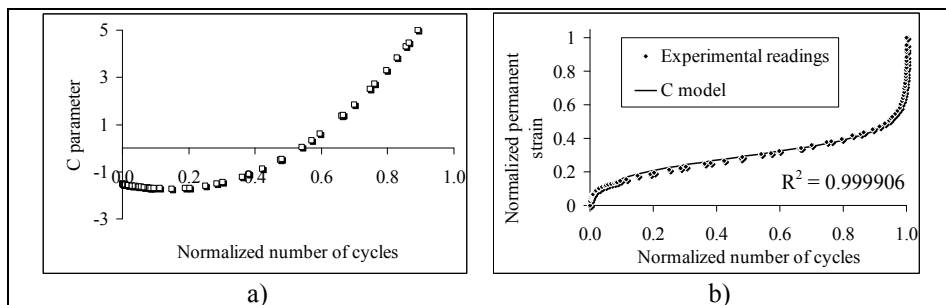 5
3
1
-1
-3
C parameter
0.0
0.2
0.4
0.6
0.8
1.0
Normalized number of cycles
a)
1
0.8
0.6
0.4
0.2
0
Normalized permanent
strain
Experimental readings
C model
R² = 0.999906
0.0
0.2
0.4
0.6
0.8
1.0
Normalized number of cycles
b)